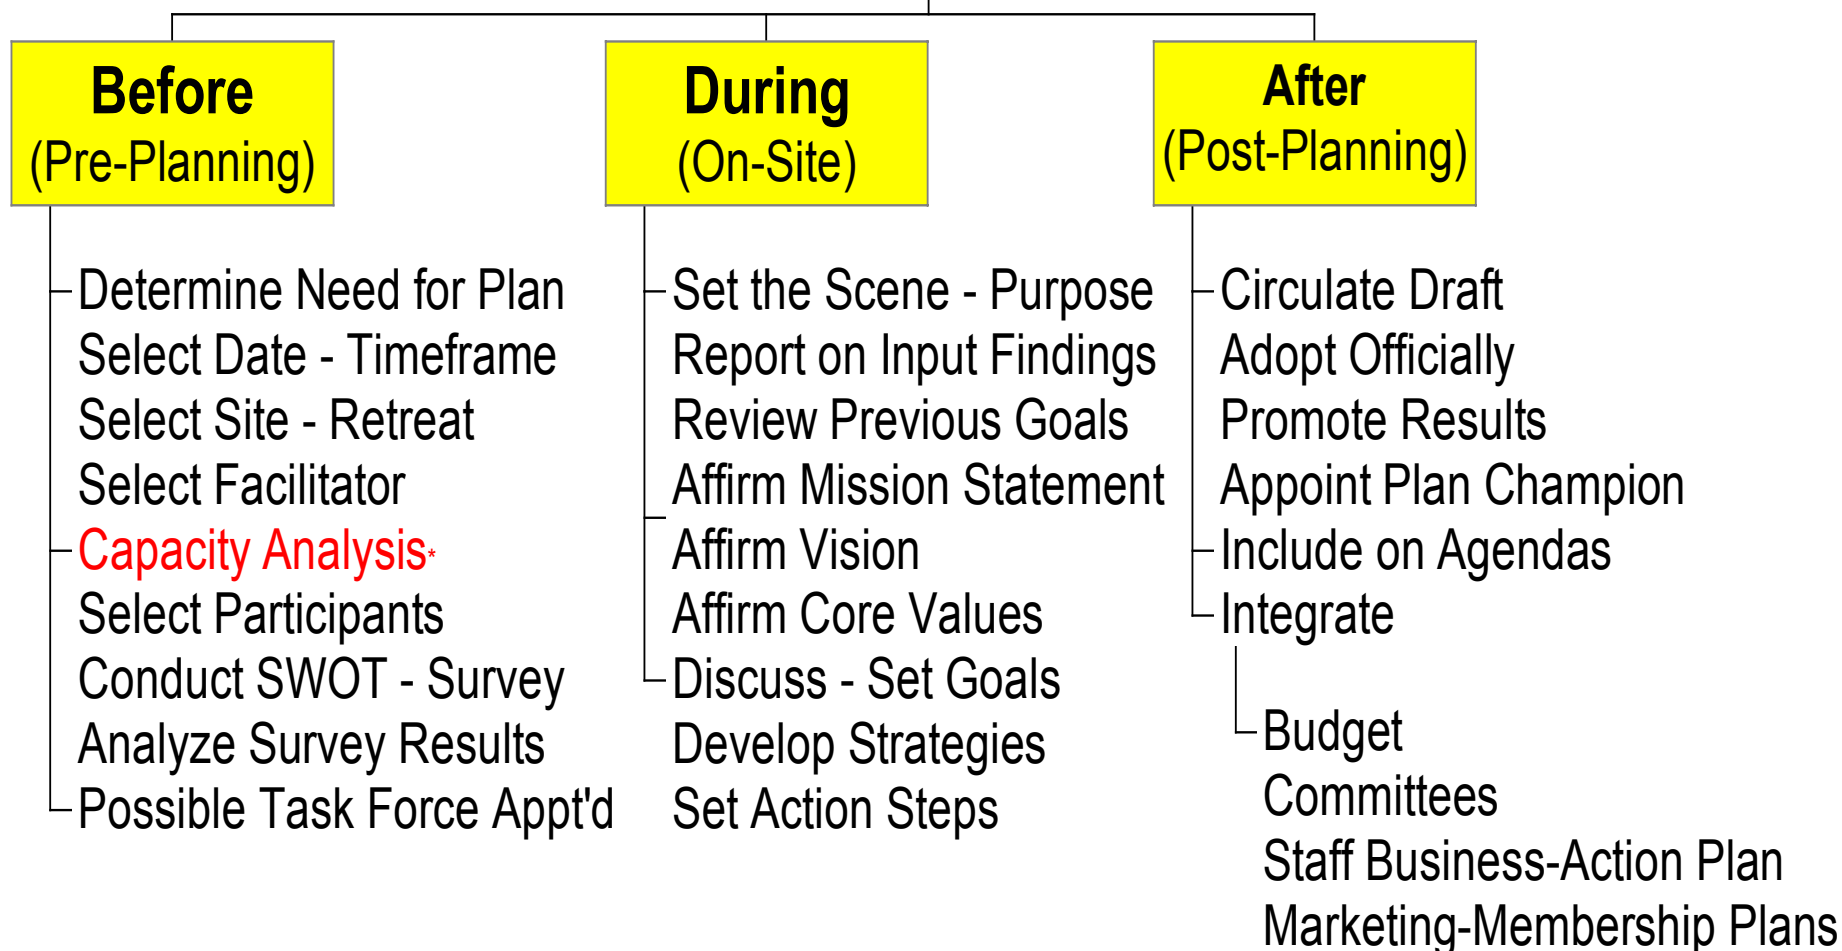 Before
(Pre-Planning)
Determine Need for Plan
Select Date - Timeframe
Select Site - Retreat
Select Facilitator
Capacity Analysis*
Select Participants
Conduct SWOT - Survey
Analyze Survey Results
Possible Task Force Appt'd
During
(On-Site)
Set the Scene - Purpose
Report on Input Findings
Review Previous Goals
Affirm Mission Statement
Affirm Vision
Affirm Core Values
Discuss - Set Goals
Develop Strategies
Set Action Steps
After
(Post-Planning)
Circulate Draft
Adopt Officially
Promote Results
Appoint Plan Champion
Include on Agendas
Integrate
Budget
Committees
Staff Business-Action Plan
Marketing-Membership Plans